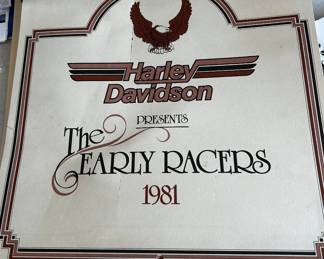 Harley
Davidson
PRESENTS
The
EARLY RACERS
1981